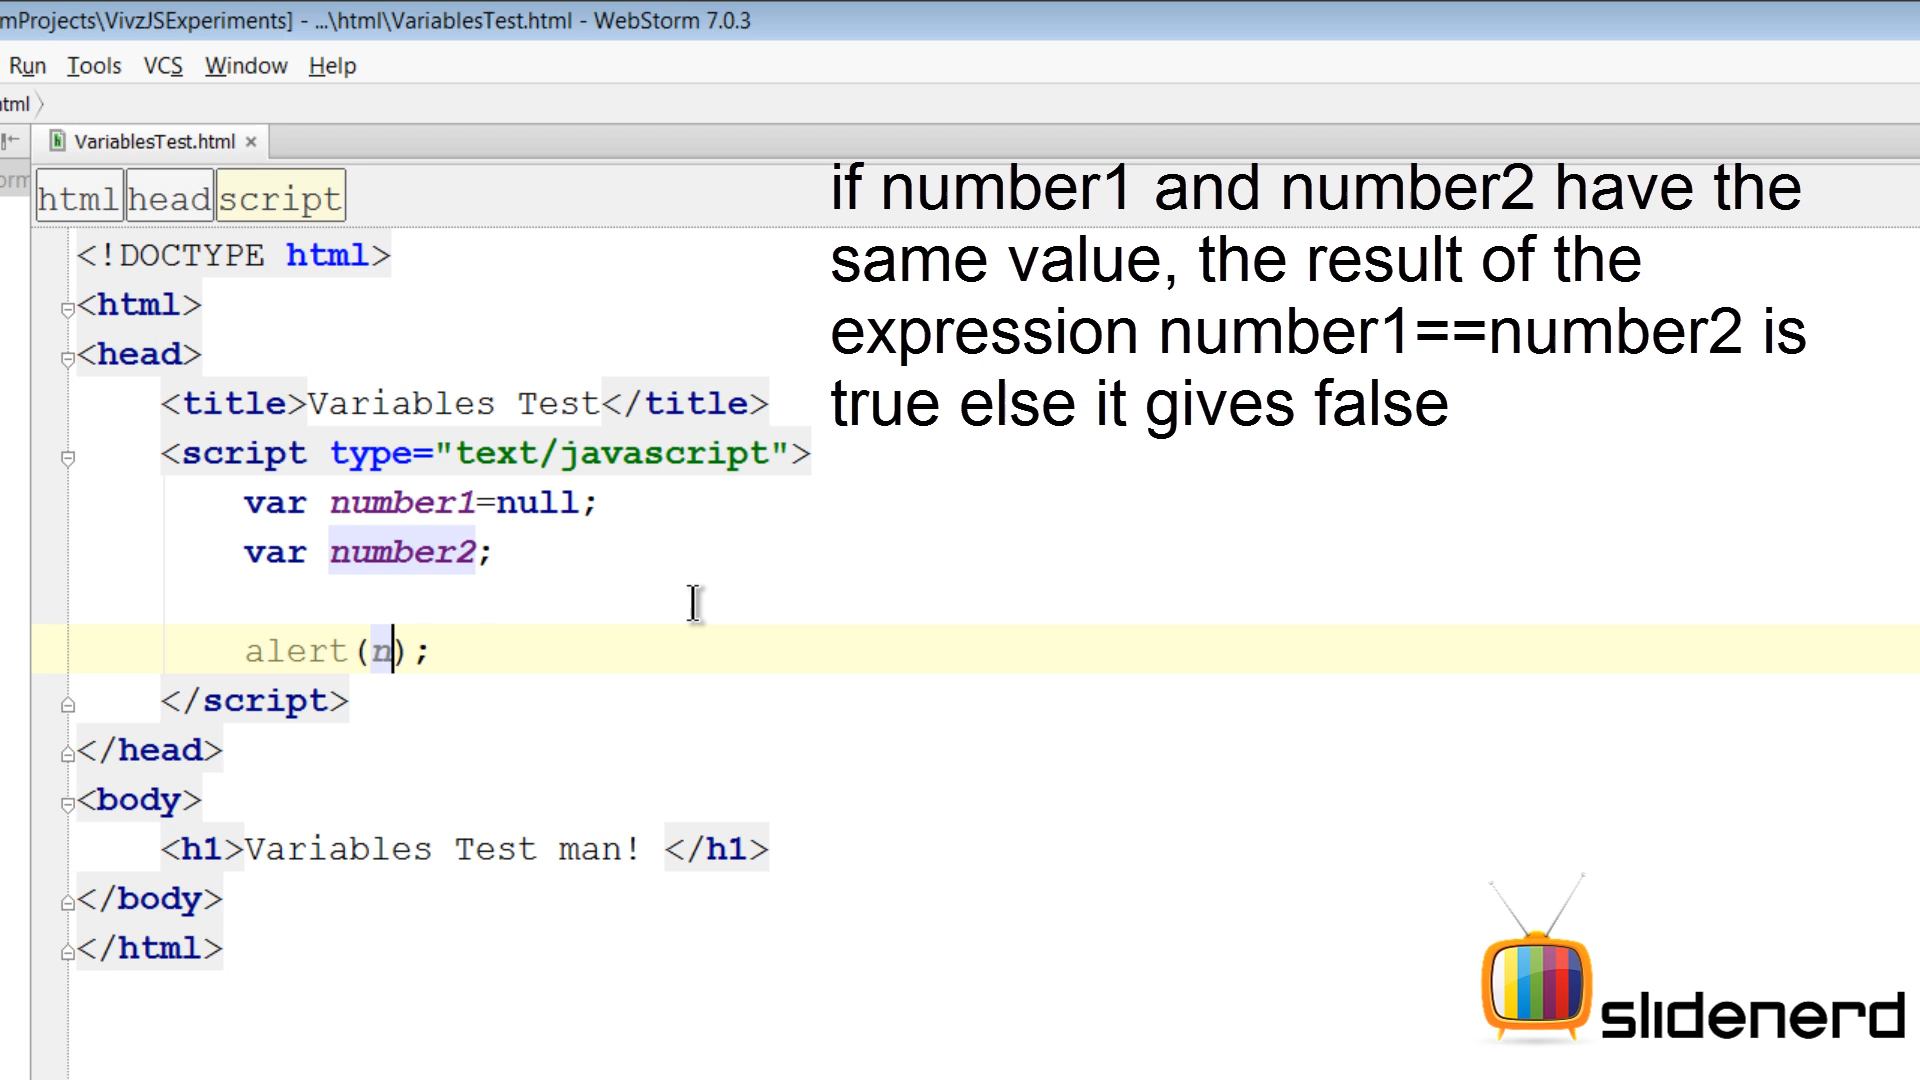 mProjects\VivzJSExperiments] - ...\html\VariablesTest.html - WebStorm 7.0.3
Run Tools VCS Window Help
html
VariablesTest.html ×
html head script
<!DOCTYPE html>
<html>
<head>
<title>Variables Test</title>
<script type="text/javascript">
var number1=null;
var number2;
alert(n);
</script>
</head>
<body>
<h1>Variables Test man! </h1>
</body>
</html>
if number1 and number2 have the
same value, the result of the
expression number1==number2 is
true else it gives false
slidenerd